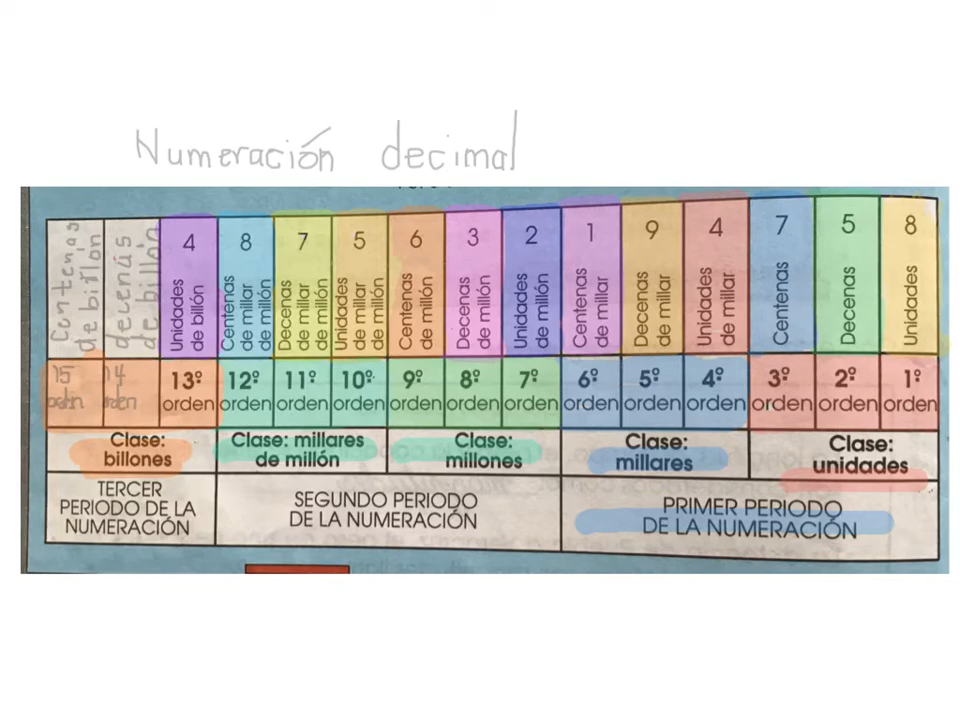 Numeración decimal
Centenas de billón
decenas de billón
4
Unidades
de billón
8
Centenas
de millar
de millón
7
Decenas
de millar
de millón
5
Unidades
de millar
de millón
6
Centenas
de millón
3
Decenas
de millón
2
Unidades
de millón
1
Centenas
de millar
9
Decenas
de millar
4
Unidades
de millar
7
Centenas
5
Decenas
8
Unidades
15
orden
14
orden
13º
orden
12º
orden
11º
orden
10º
orden
9º
orden
8º
orden
7º
orden
6º
orden
5º
orden
4º
orden
3º
orden
2º
orden
1º
orden
Clase:
billones
Clase: millares
de millón
Clase:
millones
Clase:
millares
Clase:
unidades
TERCER
PERIODO DE LA
NUMERACIÓN
SEGUNDO PERIODO
DE LA NUMERACIÓN
PRIMER PERIODO
DE LA NUMERACIÓN